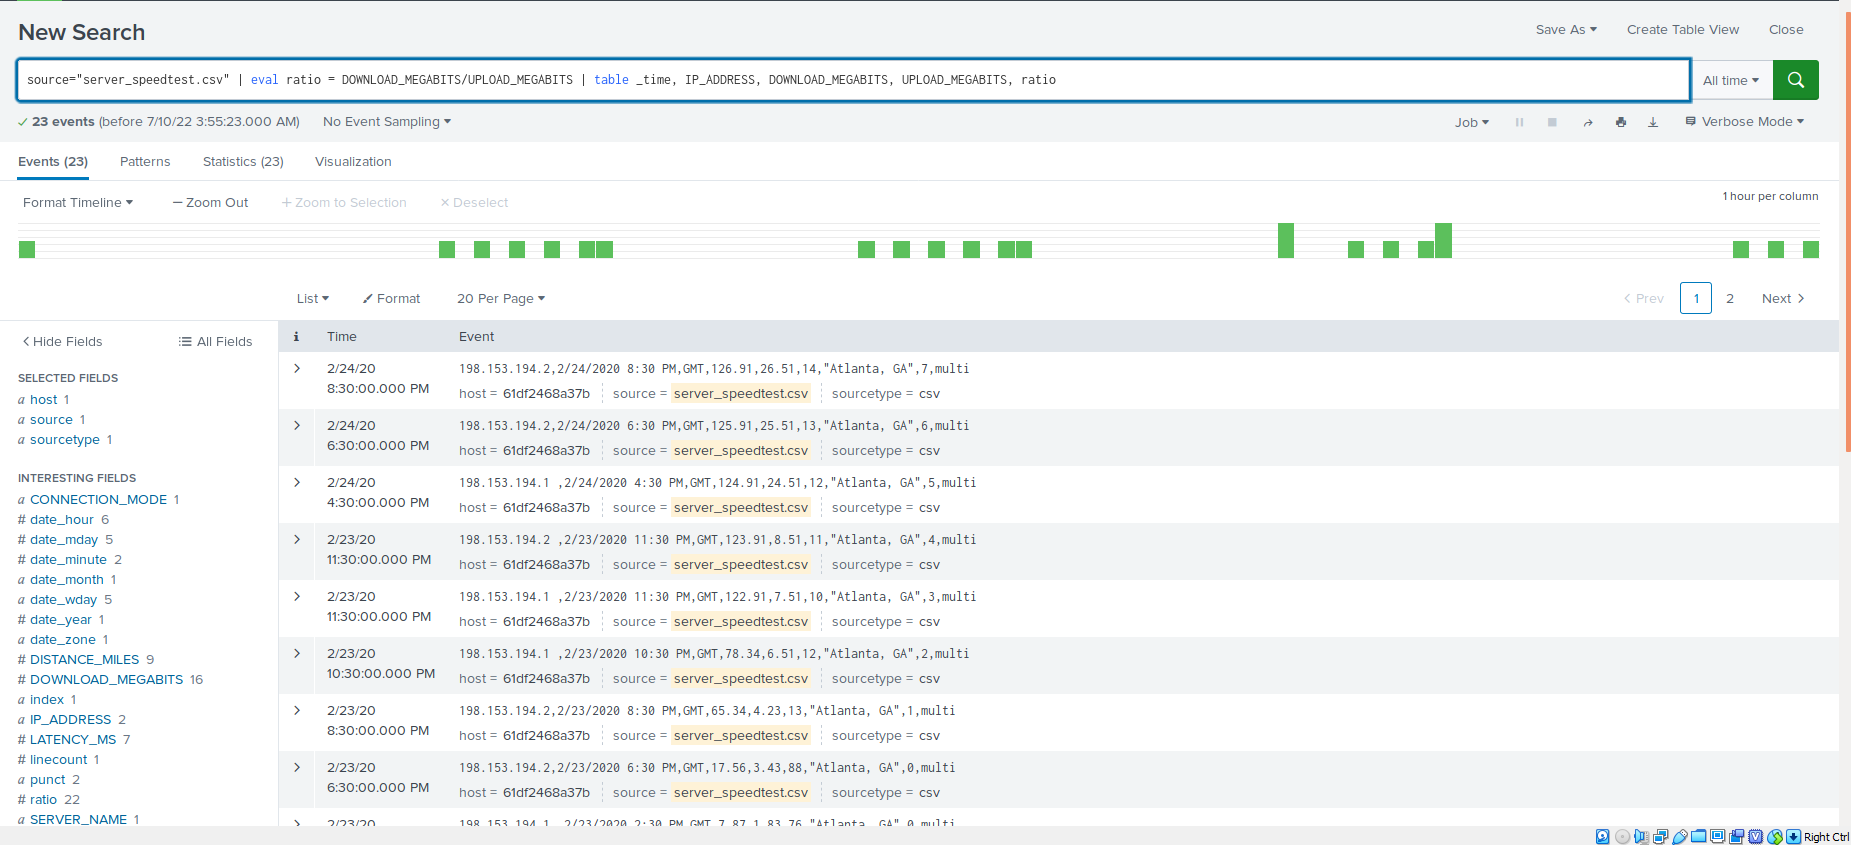 New Search
Save As
Create Table View
Close
source="server_speedtest.csv" | eval ratio = DOWNLOAD_MEGABITS/UPLOAD_MEGABITS | table _time, IP_ADDRESS, DOWNLOAD_MEGABITS, UPLOAD_MEGABITS, ratio
All time
23 events (before 7/10/22 3:55:23.000 AM)
No Event Sampling
Job
Verbose Mode
Events (23)
Patterns
Statistics (23)
Visualization
Format Timeline
Zoom Out
Zoom to Selection
Deselect
1 hour per column
List
Format
20 Per Page
Prev
1
2
Next
Hide Fields
All Fields
SELECTED FIELDS
a host 1
a source 1
a sourcetype 1
INTERESTING FIELDS
a CONNECTION_MODE 1
# date_hour 6
# date_mday 5
# date_minute 2
a date_month 1
a date_wday 5
# date_year 1
a date_zone 1
# DISTANCE_MILES 9
# DOWNLOAD_MEGABITS 16
a index 1
a IP_ADDRESS 2
# LATENCY_MS 7
# linecount 1
a punct 2
# ratio 22
a SERVER_NAME 1
i
Time
Event
2/24/20
8:30:00.000 PM
198.153.194.2,2/24/2020 8:30 PM,GMT,126.91,26.51,14,"Atlanta, GA",7,multi
host = 61df2468a37b
source = server_speedtest.csv
sourcetype = csv
2/24/20
6:30:00.000 PM
198.153.194.2,2/24/2020 6:30 PM,GMT,125.91,25.51,13,"Atlanta, GA",6,multi
host = 61df2468a37b
source = server_speedtest.csv
sourcetype = csv
2/24/20
4:30:00.000 PM
198.153.194.1 ,2/24/2020 4:30 PM,GMT,124.91,24.51,12,"Atlanta, GA",5,multi
host = 61df2468a37b
source = server_speedtest.csv
sourcetype = csv
2/23/20
11:30:00.000 PM
198.153.194.2 ,2/23/2020 11:30 PM,GMT,123.91,8.51,11,"Atlanta, GA",4,multi
host = 61df2468a37b
source = server_speedtest.csv
sourcetype = csv
2/23/20
11:30:00.000 PM
198.153.194.1 ,2/23/2020 11:30 PM,GMT,122.91,7.51,10,"Atlanta, GA",3,multi
host = 61df2468a37b
source = server_speedtest.csv
sourcetype = csv
2/23/20
10:30:00.000 PM
198.153.194.1 ,2/23/2020 10:30 PM,GMT,78.34,6.51,12,"Atlanta, GA",2,multi
host = 61df2468a37b
source = server_speedtest.csv
sourcetype = csv
2/23/20
8:30:00.000 PM
198.153.194.2,2/23/2020 8:30 PM,GMT,65.34,4.23,13,"Atlanta, GA",1,multi
host = 61df2468a37b
source = server_speedtest.csv
sourcetype = csv
2/23/20
6:30:00.000 PM
198.153.194.2,2/23/2020 6:30 PM,GMT,17.56,3.43,88,"Atlanta, GA",0,multi
host = 61df2468a37b
source = server_speedtest.csv
sourcetype = csv
2/23/20
198.153.194.1 ,2/23/2020 2:30 PM,GMT,7.87,1.83,76,"Atlanta, GA",0,multi
Right Ctrl